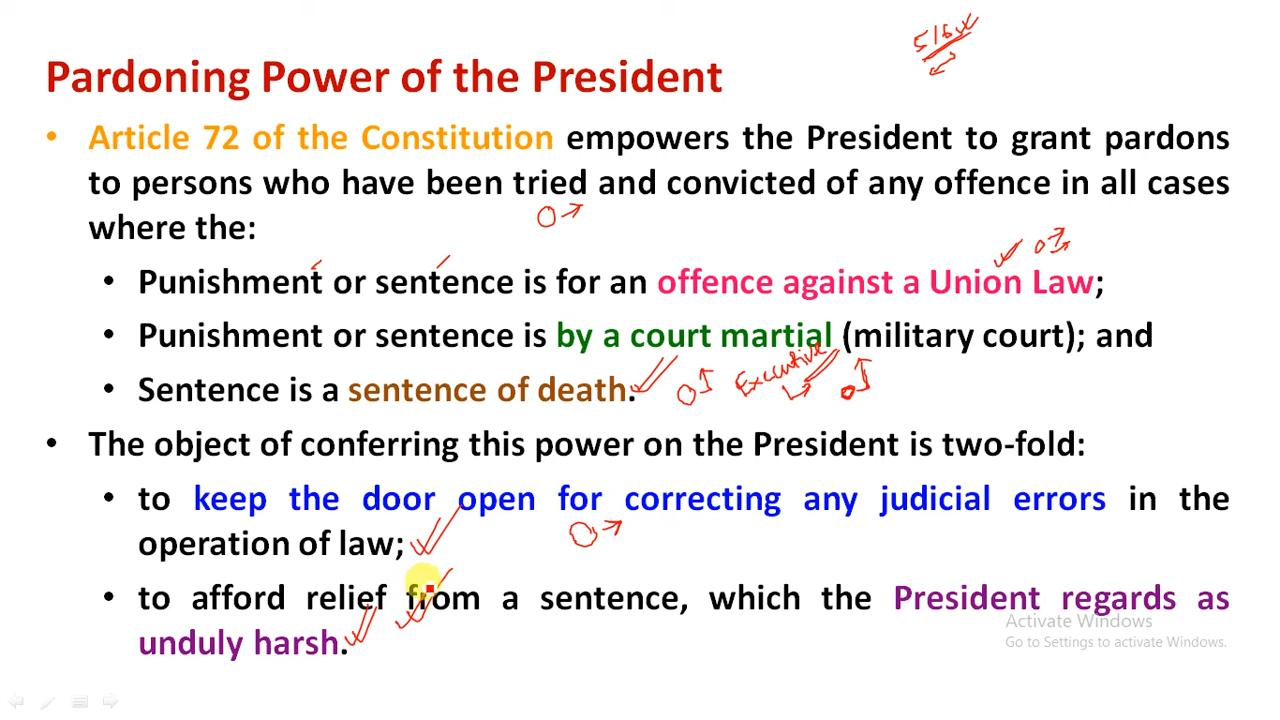 Pardoning Power of the President
• Article 72 of the Constitution empowers the President to grant pardons
to persons who have been tried and convicted of any offence in all cases
where the:
• Punishment or sentence is for an offence against a Union Law;
• Punishment or sentence is by a court martial (military court); and
Executive
• Sentence is a sentence of death.
• The object of conferring this power on the President is two-fold:
• to keep the door open for correcting any judicial errors in the
operation of law;
• to afford relief from a sentence, which the President regards as
unduly harsh.
Activate Windows
Go to Settings to activate Windows.